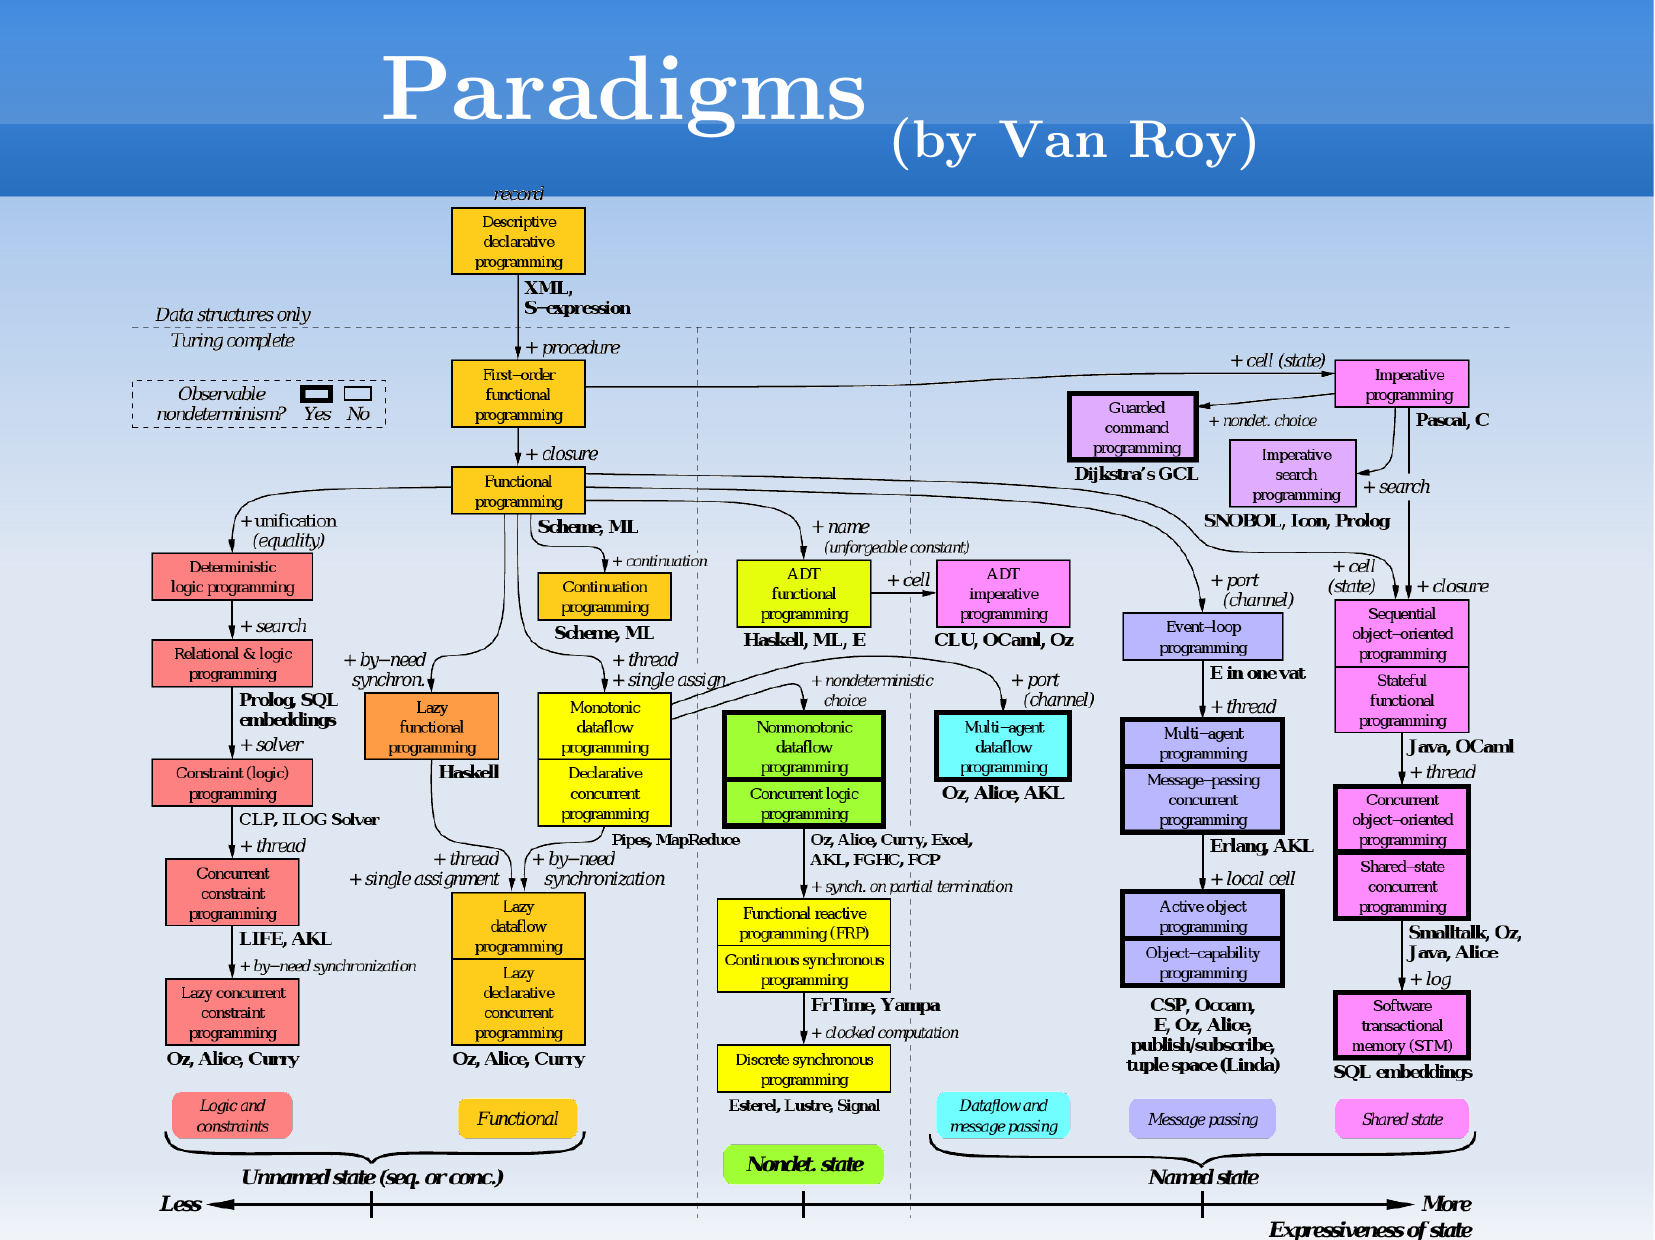 Paradigms (by Van Roy)
record
Descriptive
declarative
programming
XML,
S−expression
Data structures only
Turing complete
+ procedure
Observable
nondeterminism? Yes No
First−order
functional
programming
+ cell (state)
Imperative
programming
Pascal, C
+ nondet. choice
Guarded
command
programming
Dijkstra's GCL
Imperative
search
programming
+ search
SNOBOL, Icon, Prolog
+ closure
Functional
programming
Scheme, ML
+ unification
(equality)
Deterministic
logic programming
+ search
Relational & logic
programming
Prolog, SQL
embeddings
+ solver
Constraint (logic)
programming
CLP, ILOG Solver
+ thread
Concurrent
constraint
programming
LIFE, AKL
+ by−need synchronization
Lazy concurrent
constraint
programming
Oz, Alice, Curry
+ continuation
Continuation
programming
Scheme, ML
+ by−need
synchron.
Lazy
functional
programming
Haskell
+ thread
+ single assign.
Monotonic
dataflow
programming
Declarative
concurrent
programming
Pipes, MapReduce
+ thread
+ single assignment
+ by−need
synchronization
Lazy
dataflow
programming
Lazy
declarative
concurrent
programming
Oz, Alice, Curry
+ name
(unforgeable constant)
ADT
functional
programming
Haskell, ML, E
+ cell
ADT
imperative
programming
CLU, OCaml, Oz
+ nondeterministic
choice
Nonmonotonic
dataflow
programming
Concurrent logic
programming
Oz, Alice, Curry, Excel,
AKL, FGHC, FCP
+ synch. on partial termination
Functional reactive
programming (FRP)
Continuous synchronous
programming
FrTime, Yampa
+ clocked computation
Discrete synchronous
programming
Esterel, Lustre, Signal
+ port
(channel)
Multi−agent
dataflow
programming
Oz, Alice, AKL
+ port
(channel)
Event−loop
programming
E in one vat
+ thread
Multi−agent
programming
Message−passing
concurrent
programming
Erlang, AKL
+ local cell
Active object
programming
Object−capability
programming
CSP, Occam,
E, Oz, Alice,
publish/subscribe,
tuple space (Linda)
+ cell
(state)
+ closure
Sequential
object−oriented
programming
Stateful
functional
programming
Java, OCaml
+ thread
Concurrent
object−oriented
programming
Shared−state
concurrent
programming
Smalltalk, Oz,
Java, Alice
+ log
Software
transactional
memory (STM)
SQL embeddings
Logic and
constraints
Functional
Dataflow and
message passing
Message passing
Shared state
Unnamed state (seq. or conc.)
Nondet. state
Named state
Less
More
Expressiveness of state